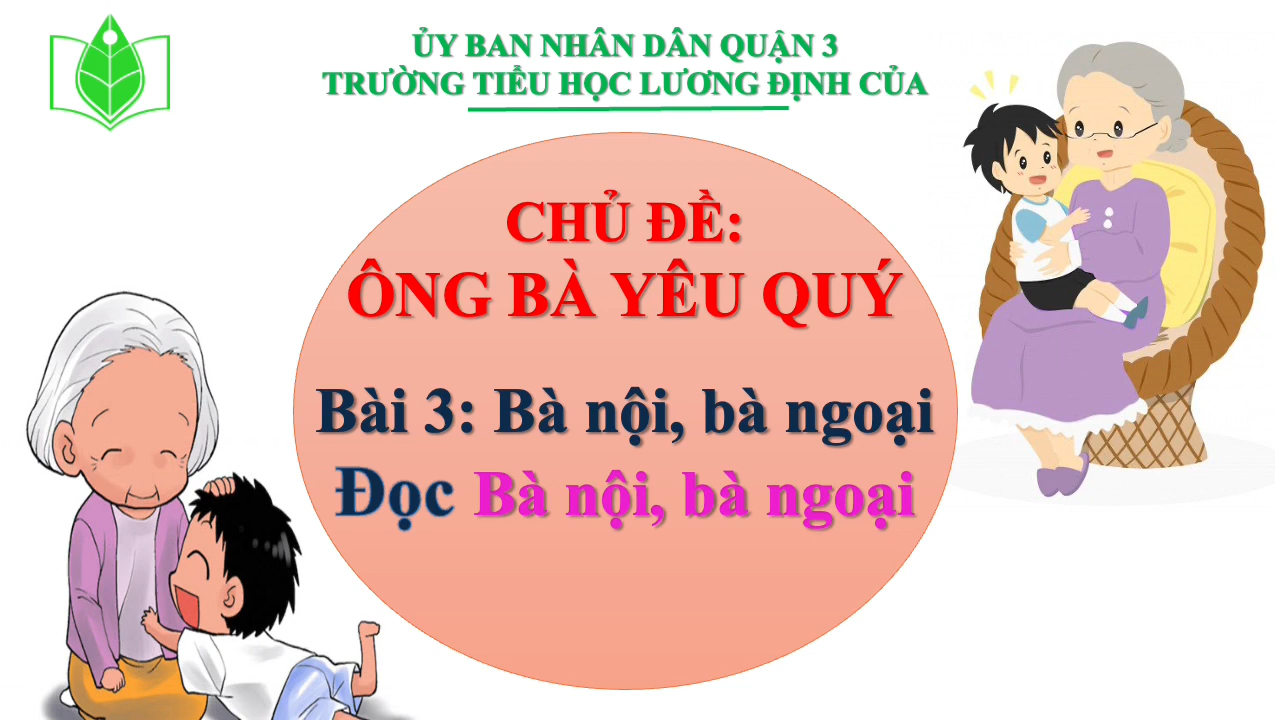 ỦY BAN NHÂN DÂN QUẬN 3
TRƯỜNG TIỂU HỌC LƯƠNG ĐỊNH CỦA
CHỦ ĐỀ:
ÔNG BÀ YÊU QUÝ
Bài 3: Bà nội, bà ngoại
Đọc Bà nội, bà ngoại